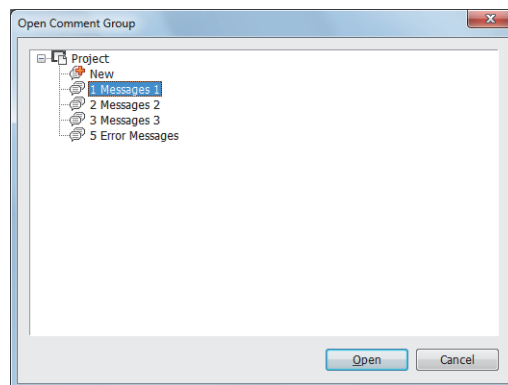 Open Comment Group
x
Project
New
1 Messages 1
2 Messages 2
3 Messages 3
5 Error Messages
Open Cancel